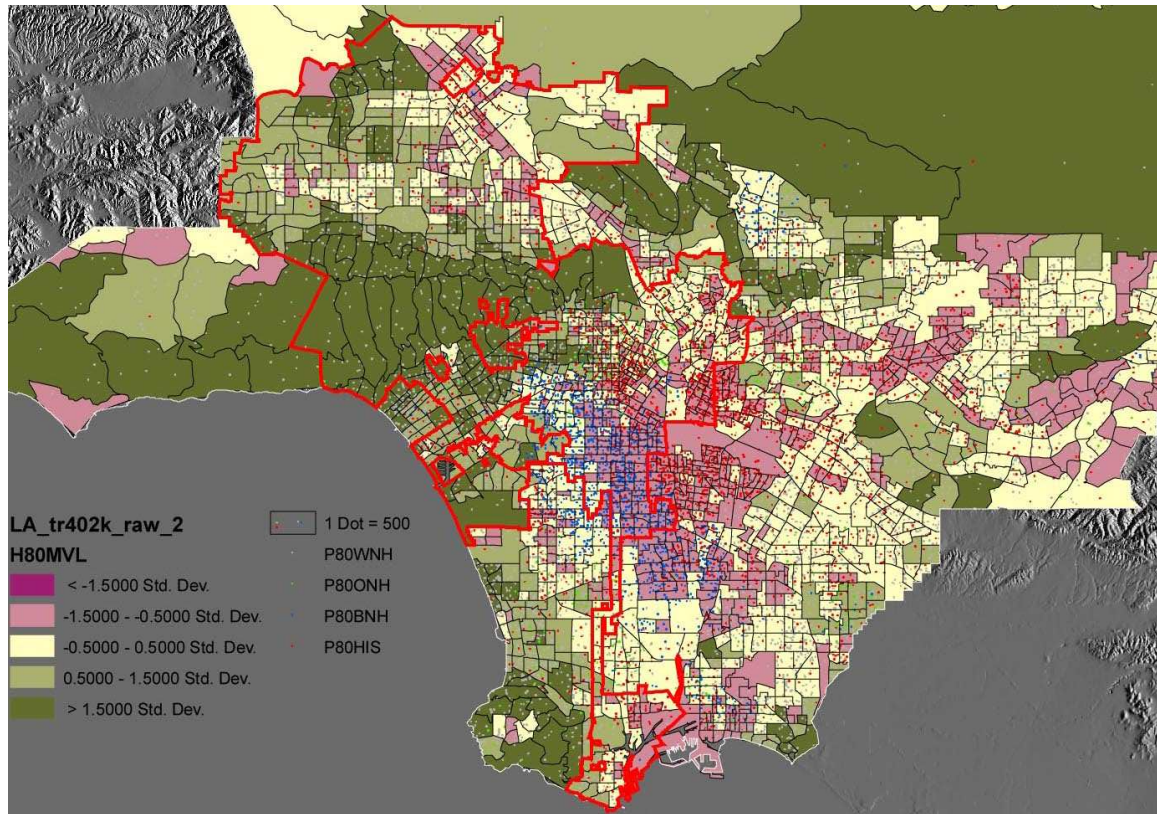 LA_tr402k_raw_2
H80MVL
< -1.5000 Std. Dev.
-1.5000 - -0.5000 Std. Dev.
-0.5000 - 0.5000 Std. Dev.
0.5000 - 1.5000 Std. Dev.
> 1.5000 Std. Dev.
1 Dot = 500
P80WNH
P80ONH
P80BNH
P80HIS